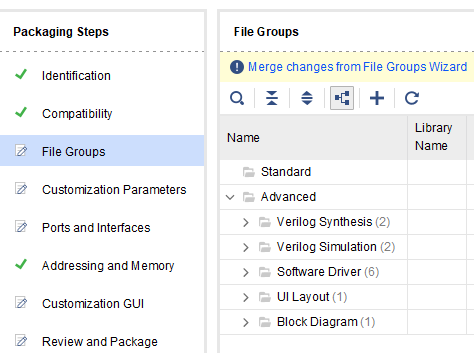 Packaging Steps
Identification
Compatibility
File Groups
Customization Parameters
Ports and Interfaces
Addressing and Memory
Customization GUI
Review and Package
File Groups
Merge changes from File Groups Wizard
Name
Library Name
Standard
Advanced
Verilog Synthesis (2)
Verilog Simulation (2)
Software Driver (6)
UI Layout (1)
Block Diagram (1)